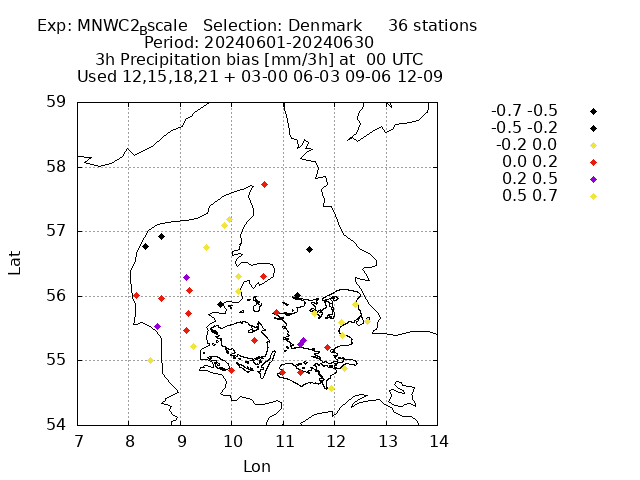 Exp: MNWC2Bscale   Selection: Denmark     36 stations
Period: 20240601-20240630
3h Precipitation bias [mm/3h] at  00 UTC
Used 12,15,18,21 + 03-00 06-03 09-06 12-09
-0.7 -0.5
-0.5 -0.2
-0.2 0.0
0.0 0.2
0.2 0.5
0.5 0.7
59
58
57
56
55
54
Lat
7 8 9 10 11 12 13 14
Lon